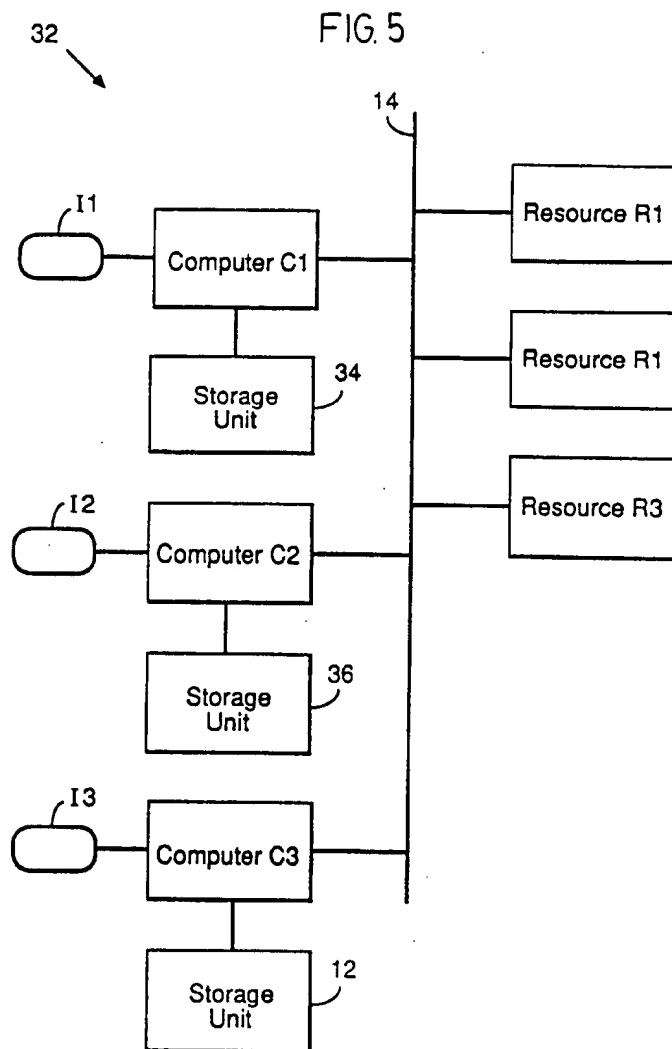 FIG. 5
32
14
I1
Computer C1
Resource R1
Storage
Unit
34
Resource R1
I2
Computer C2
Resource R3
Storage
Unit
36
I3
Computer C3
Storage
Unit
12